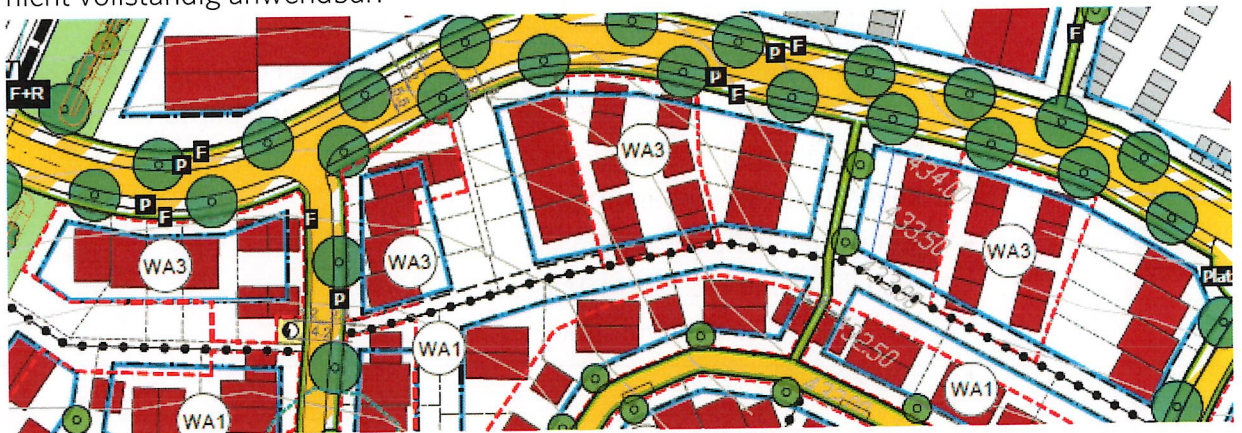 nicht vollständig anwendbar.
F
F+R
P F
P
F
P F
P
F
434.00
433.50
WA3
WA3
WA3
WA3
F
P
WA1
432.50
WA1
WA1
Plat